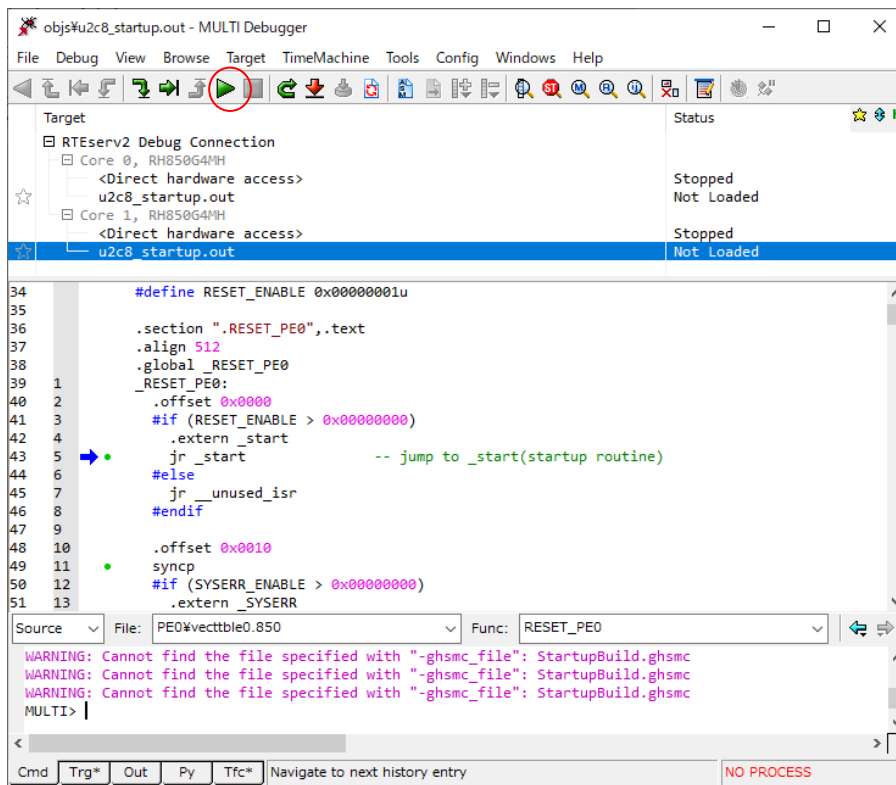 objs¥u2c8_startup.out - MULTI Debugger
File Debug View Browse Target TimeMachine Tools Config Windows Help
Target Status
RTEserv2 Debug Connection
Core 0, RH850G4MH
<Direct hardware access> Stopped
u2c8_startup.out Not Loaded
Core 1, RH850G4MH
<Direct hardware access> Stopped
u2c8_startup.out Not Loaded
34 #define RESET_ENABLE 0x00000001u
35
36 .section ".RESET_PE0",.text
37 .align 512
38 .global _RESET_PE0
39 1 _RESET_PE0:
40 2 .offset 0x0000
41 3 #if (RESET_ENABLE > 0x00000000)
42 4 .extern _start
43 5 jr _start -- jump to _start(startup routine)
44 6 #else
45 7 jr __unused_isr
46 8 #endif
47 9
48 10 .offset 0x0010
49 11 syncp
50 12 #if (SYSERR_ENABLE > 0x00000000)
51 13 .extern _SYSERR
Source File: PE0¥vecttble0.850 Func: RESET_PE0
WARNING: Cannot find the file specified with "-ghsmc_file": StartupBuild.ghsmc
WARNING: Cannot find the file specified with "-ghsmc_file": StartupBuild.ghsmc
WARNING: Cannot find the file specified with "-ghsmc_file": StartupBuild.ghsmc
MULTI>
Cmd Trg* Out Py Tfc* Navigate to next history entry NO PROCESS